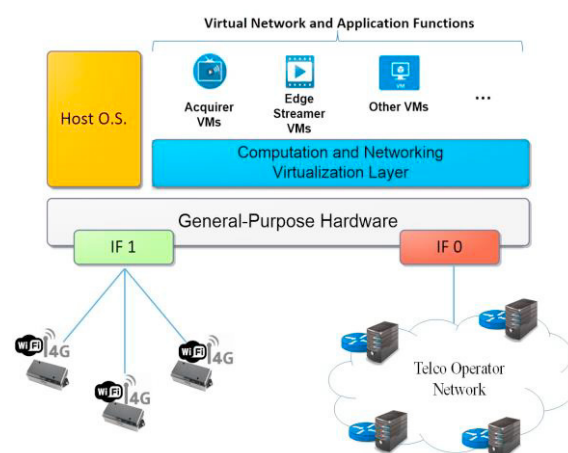 Virtual Network and Application Functions
Host O.S.
Acquirer
VMs
Edge
Streamer
VMs
VM
Other VMs
...
Computation and Networking
Virtualization Layer
General-Purpose Hardware
IF 1
IF 0
WiFi 4G
WiFi 4G
WiFi 4G
Telco Operator
Network